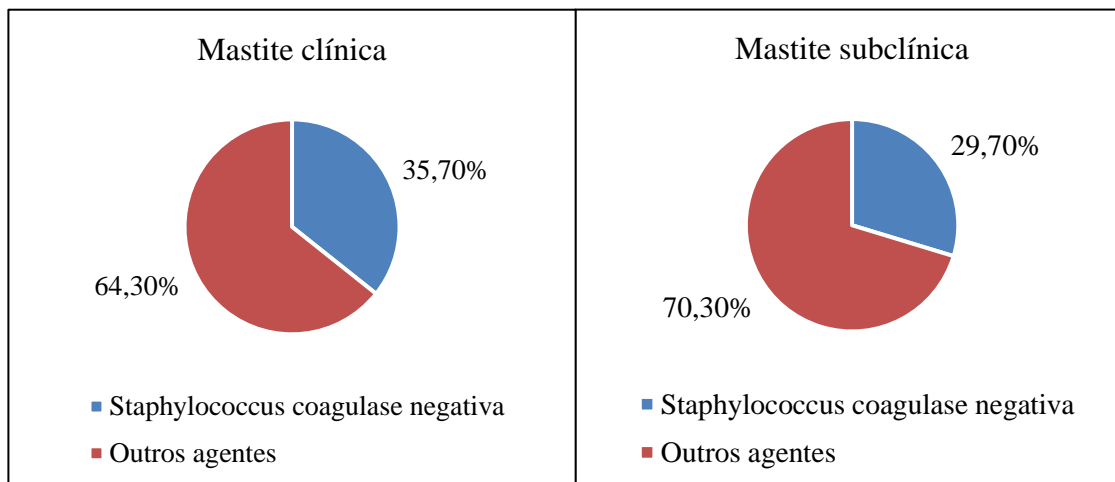 Mastite clínica
35,70%
64,30%
Staphylococcus coagulase negativa
Outros agentes
Mastite subclínica
29,70%
70,30%
Staphylococcus coagulase negativa
Outros agentes